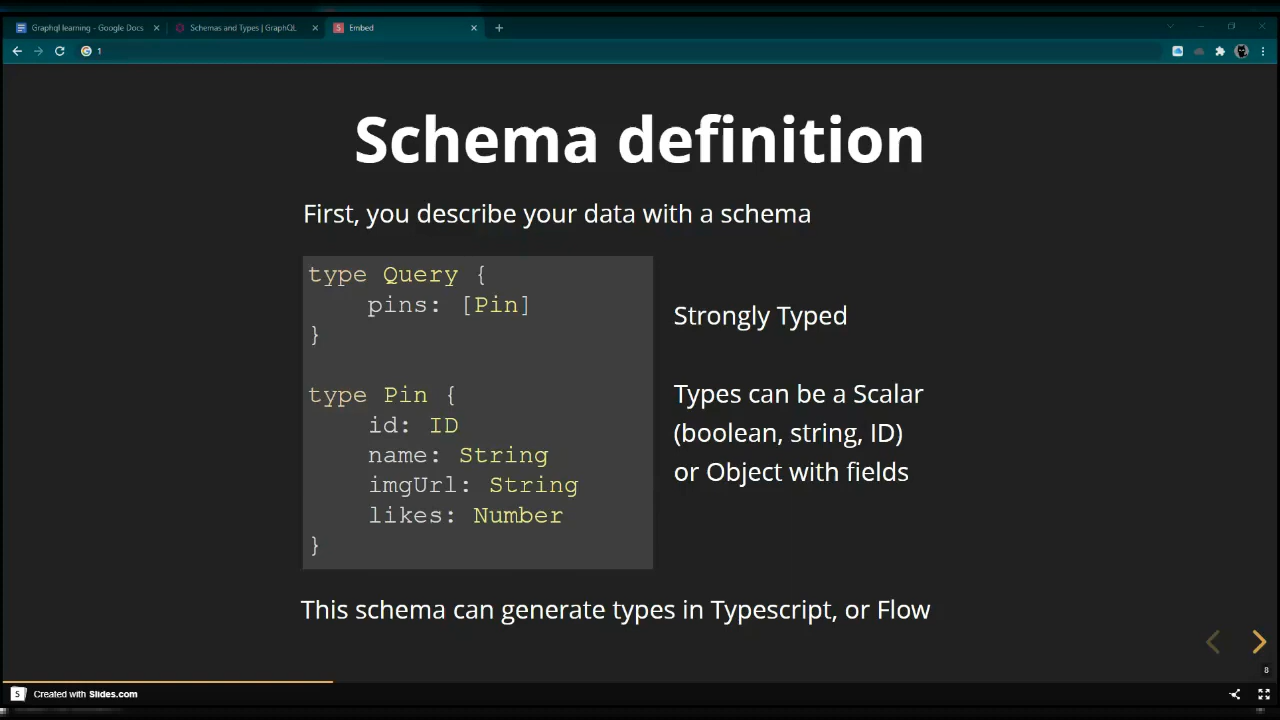 Graphql learning - Google Docs
Schemas and Types | GraphQL
Embed
1
Schema definition
First, you describe your data with a schema
type Query {
pins: [Pin]
}
type Pin {
id: ID
name: String
imgUrl: String
likes: Number
}
Strongly Typed
Types can be a Scalar
(boolean, string, ID)
or Object with fields
This schema can generate types in Typescript, or Flow
8
S Created with Slides.com